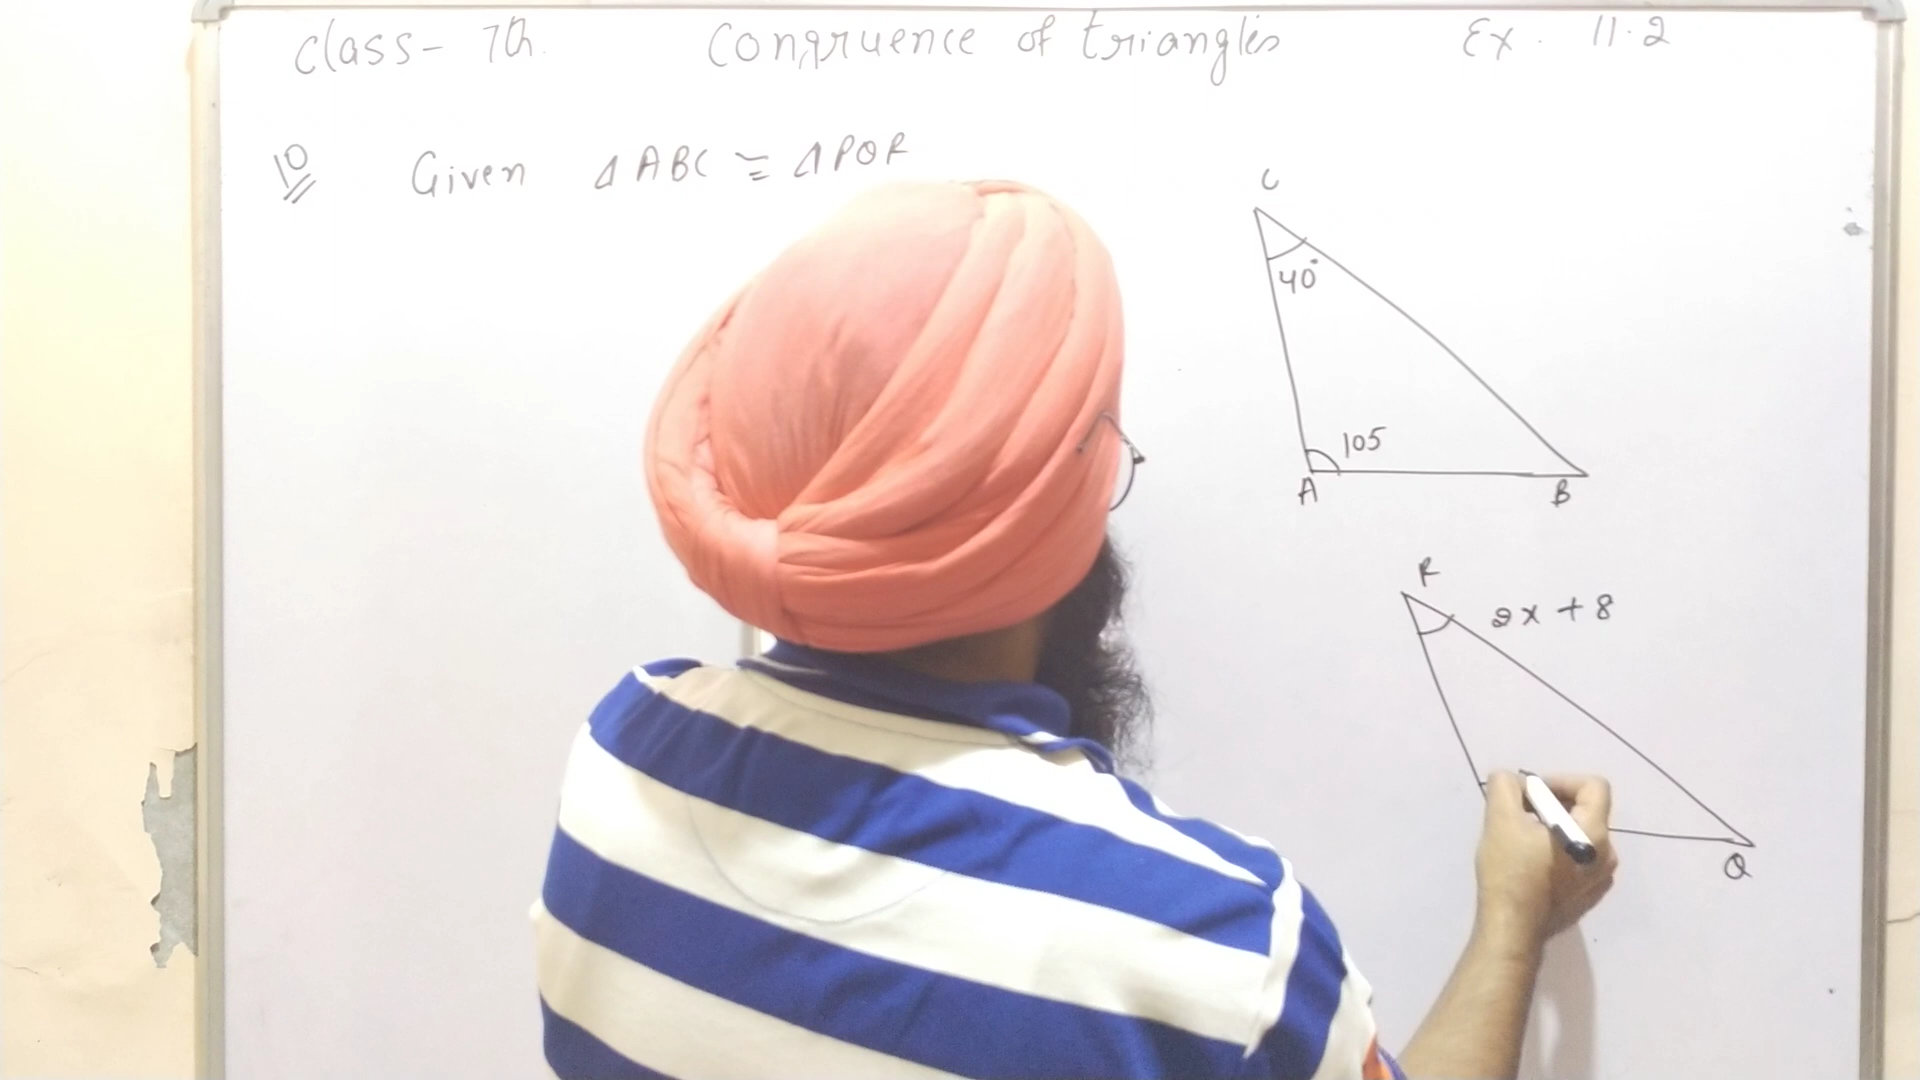 Class- 7th Congruence of triangles Ex. 11.2
10 Given ΔABC ≅ ΔPQR
C
40°
105
A B
R
2x + 8
Q